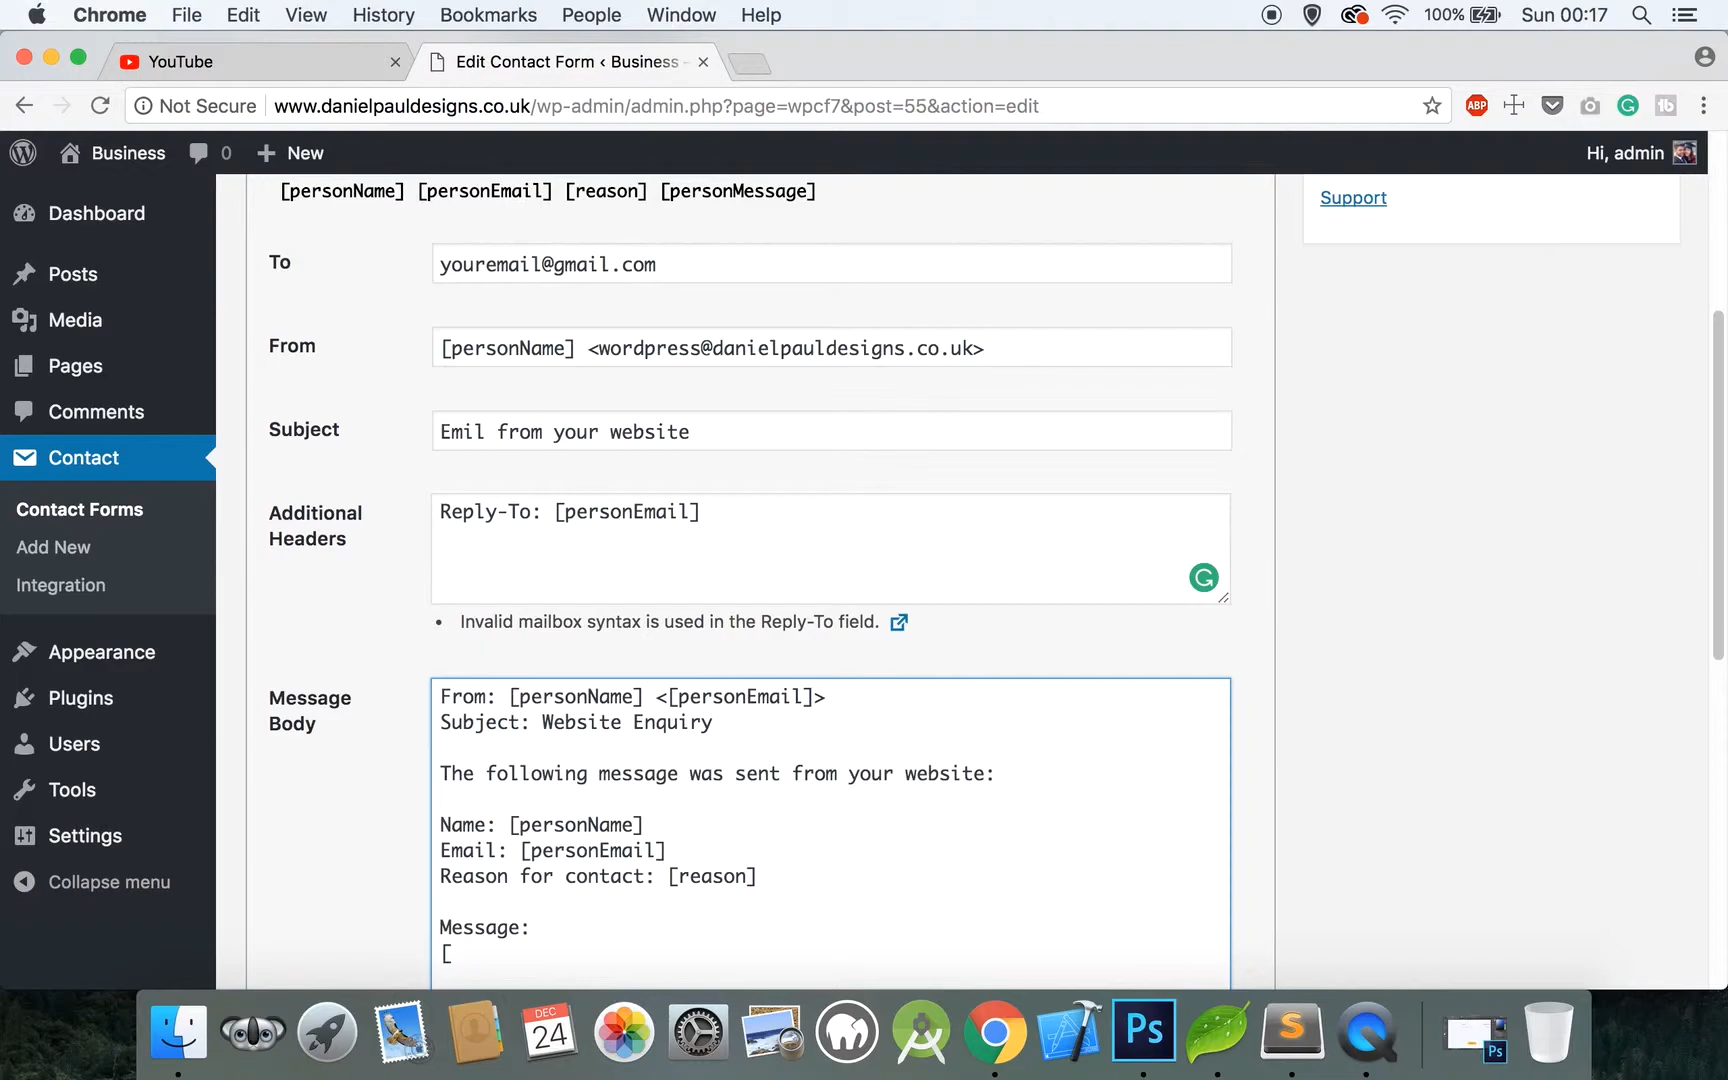 Chrome File Edit View History Bookmarks People Window Help 100% Sun 00:17
YouTube Edit Contact Form ‹ Business -
Not Secure www.danielpauldesigns.co.uk/wp-admin/admin.php?page=wpcf7&post=55&action=edit ABP
Business 0 New Hi, admin
[personName] [personEmail] [reason] [personMessage]
Support
Dashboard
Posts
Media
Pages
Comments
Contact
Contact Forms
Add New
Integration
Appearance
Plugins
Users
Tools
Settings
Collapse menu
To youremail@gmail.com
From [personName] <wordpress@danielpauldesigns.co.uk>
Subject Emil from your website
Additional
Headers
Reply-To: [personEmail]
• Invalid mailbox syntax is used in the Reply-To field.
Message
Body
From: [personName] <[personEmail]>
Subject: Website Enquiry
The following message was sent from your website:
Name: [personName]
Email: [personEmail]
Reason for contact: [reason]
Message:
[
DEC
24
Ps
S
Ps